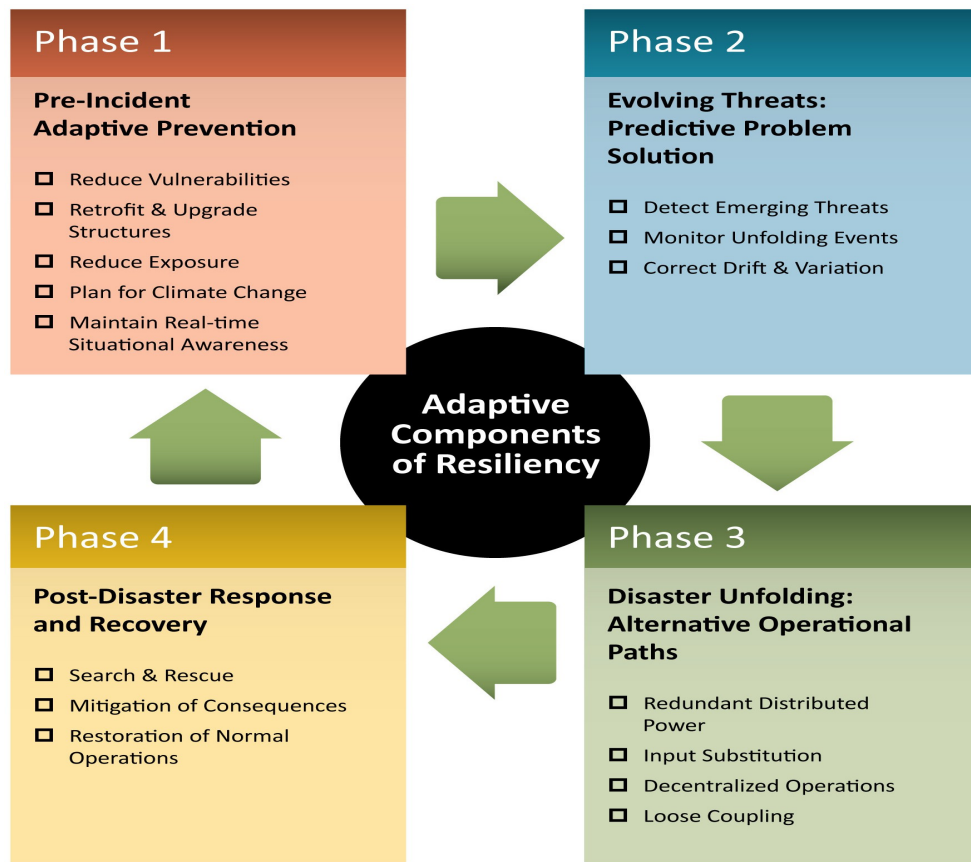 Phase 1
Pre-Incident
Adaptive Prevention
Reduce Vulnerabilities
Retrofit & Upgrade
Structures
Reduce Exposure
Plan for Climate Change
Maintain Real-time
Situational Awareness
Phase 2
Evolving Threats:
Predictive Problem
Solution
Detect Emerging Threats
Monitor Unfolding Events
Correct Drift & Variation
Adaptive
Components
of Resiliency
Phase 3
Disaster Unfolding:
Alternative Operational
Paths
Redundant Distributed
Power
Input Substitution
Decentralized Operations
Loose Coupling
Phase 4
Post-Disaster Response
and Recovery
Search & Rescue
Mitigation of Consequences
Restoration of Normal
Operations